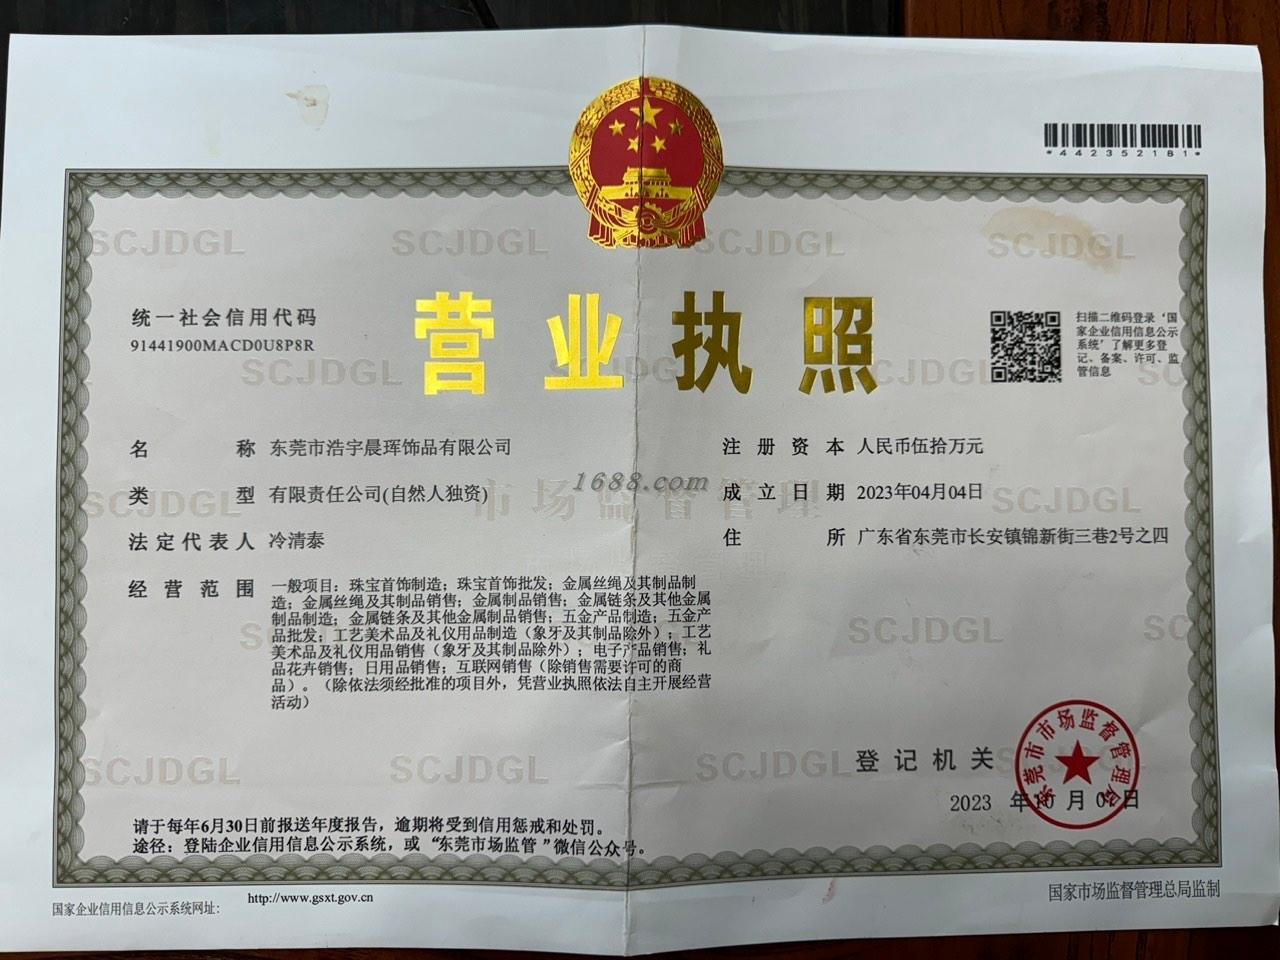 *442352181*
SCJDGL SCJDGL SCJDGL SCJDGL
营业执照
统一社会信用代码
91441900MACD0U8P8R
扫描二维码登录‘国
家企业信用信息公示
系统’了解更多登
记、备案、许可、监
管信息
SCJDGL SCJDGL SC
名称 东莞市浩宇晨珲饰品有限公司
注册资本 人民币伍拾万元
1688.com
类型 有限责任公司(自然人独资)
成立日期 2023年04月04日
SCJDGL 市场监督管理 SCJDGL
法定代表人 冷清泰
住所 广东省东莞市长安镇锦新街三巷2号之四
经营范围 一般项目：珠宝首饰制造；珠宝首饰批发；金属丝绳及其制品制
造；金属丝绳及其制品销售；金属制品销售；金属链条及其他金属
制品制造；金属链条及其他金属制品销售；五金产品制造；五金产
品批发；工艺美术品及礼仪用品制造（象牙及其制品除外）；工艺
美术品及礼仪用品销售（象牙及其制品除外）；电子产品销售；礼
品花卉销售；日用品销售；互联网销售（除销售需要许可的商
品）。（除依法须经批准的项目外，凭营业执照依法自主开展经营
活动）
SCJDGL SC
SCJDGL SCJDGL SCJDGL
登记机关
东莞市市场监督管理局
2023 年10 月 07日
请于每年6月30日前报送年度报告，逾期将受到信用惩戒和处罚。
途径：登陆企业信用信息公示系统，或“东莞市场监管”微信公众号。
国家企业信用信息公示系统网址：
http://www.gsxt.gov.cn
国家市场监督管理总局监制